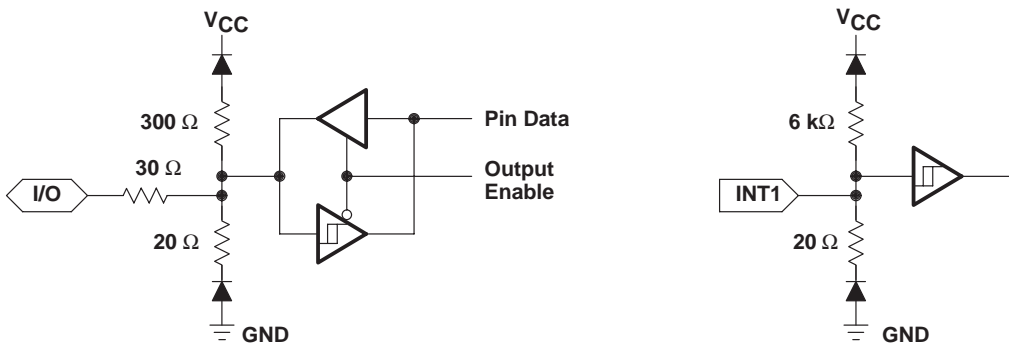 VCC
300 Ω
30 Ω
I/O
20 Ω
GND
Pin Data
Output
Enable
VCC
6 kΩ
INT1
20 Ω
GND